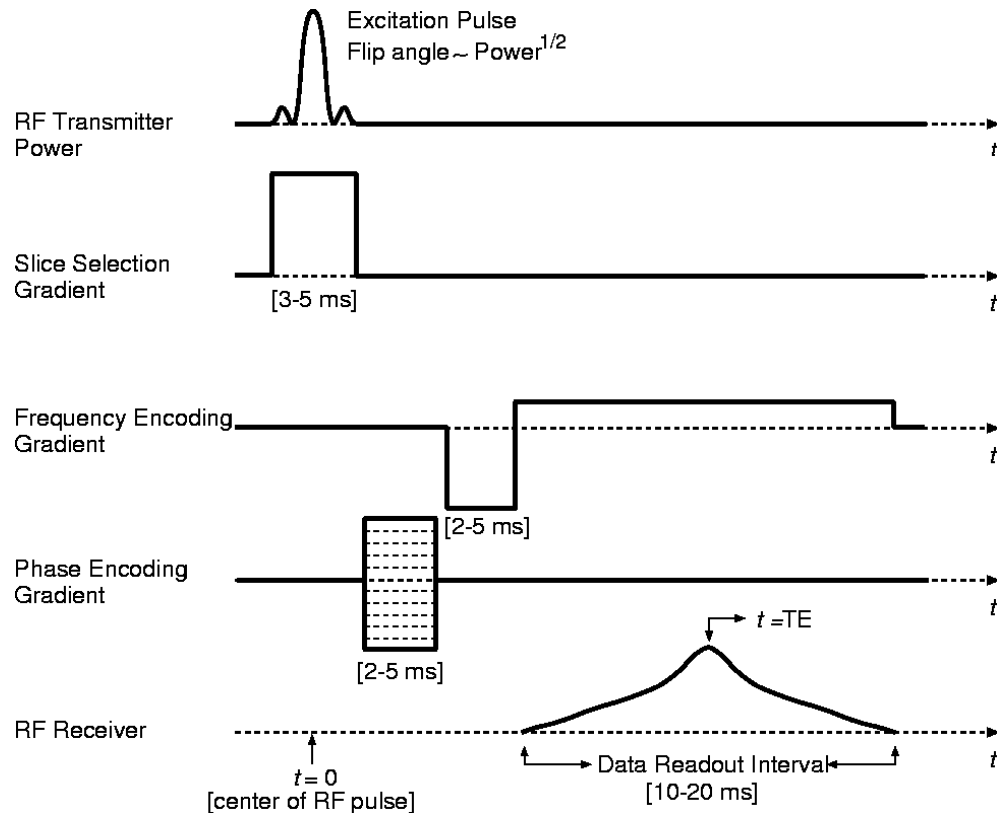 Excitation Pulse
Flip angle ~ Power^1/2
RF Transmitter
Power
t
Slice Selection
Gradient
[3-5 ms]
t
Frequency Encoding
Gradient
t
[2-5 ms]
Phase Encoding
Gradient
t
[2-5 ms]
t =TE
RF Receiver
t
t = 0
[center of RF pulse]
Data Readout Interval
[10-20 ms]